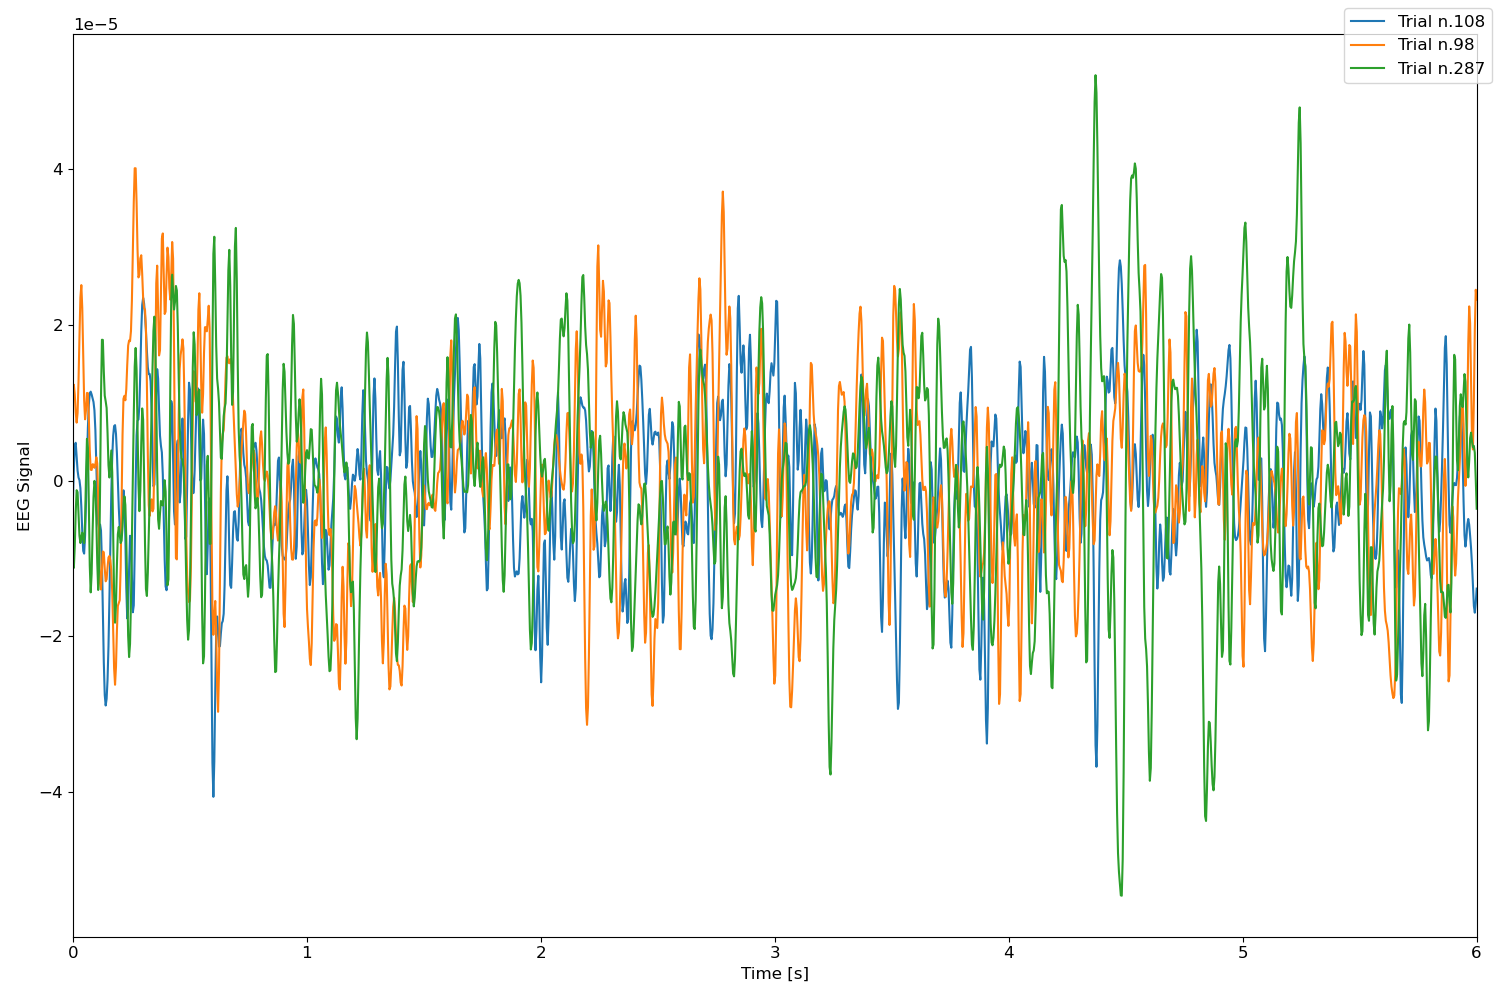 1e−5
Trial n.108
Trial n.98
Trial n.287
4
2
0
−2
−4
EEG Signal
0 1 2 3 4 5 6
Time [s]